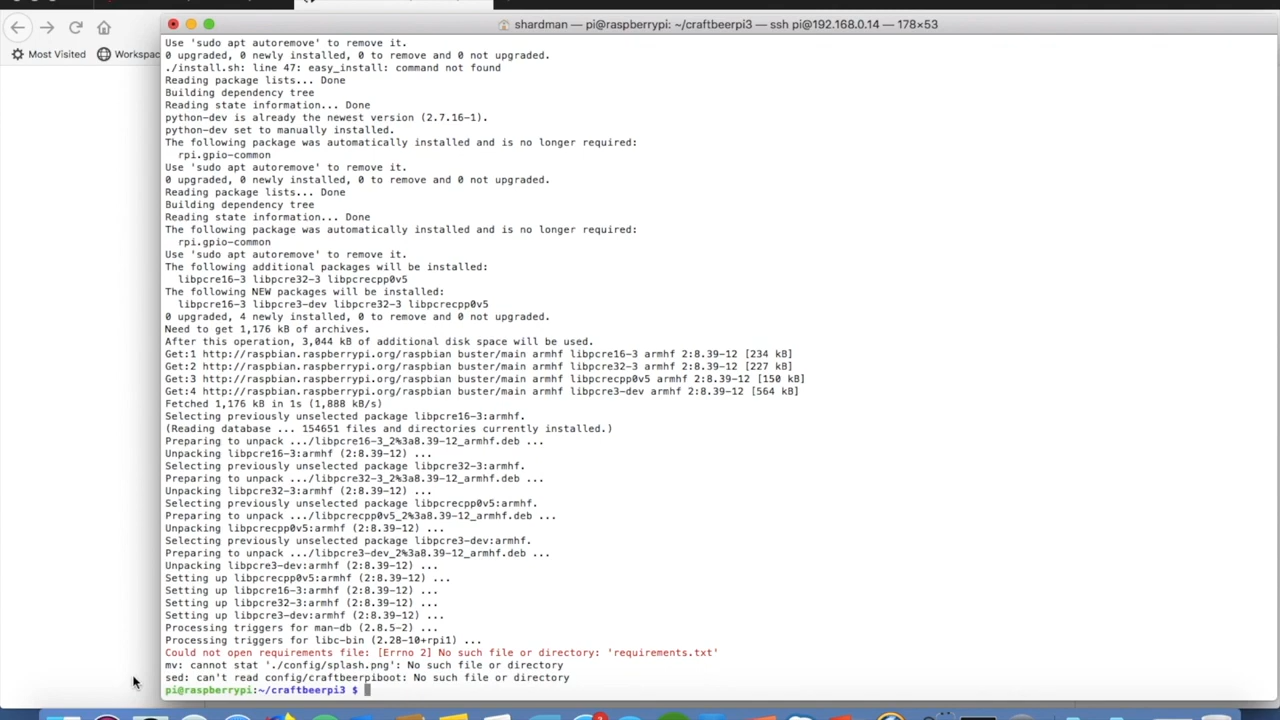 shardman — pi@raspberrypi: ~/craftbeerpi3 — ssh pi@192.168.0.14 — 178×53
Most Visited
Workspac
Use 'sudo apt autoremove' to remove it.
0 upgraded, 0 newly installed, 0 to remove and 0 not upgraded.
./install.sh: line 47: easy_install: command not found
Reading package lists... Done
Building dependency tree
Reading state information... Done
python-dev is already the newest version (2.7.16-1).
python-dev set to manually installed.
The following package was automatically installed and is no longer required:
rpi.gpio-common
Use 'sudo apt autoremove' to remove it.
0 upgraded, 0 newly installed, 0 to remove and 0 not upgraded.
Reading package lists... Done
Building dependency tree
Reading state information... Done
The following package was automatically installed and is no longer required:
rpi.gpio-common
Use 'sudo apt autoremove' to remove it.
The following additional packages will be installed:
libpcre16-3 libpcre32-3 libpcrecpp0v5
The following NEW packages will be installed:
libpcre16-3 libpcre3-dev libpcre32-3 libpcrecpp0v5
0 upgraded, 4 newly installed, 0 to remove and 0 not upgraded.
Need to get 1,176 kB of archives.
After this operation, 3,044 kB of additional disk space will be used.
Get:1 http://raspbian.raspberrypi.org/raspbian buster/main armhf libpcre16-3 armhf 2:8.39-12 [234 kB]
Get:2 http://raspbian.raspberrypi.org/raspbian buster/main armhf libpcre32-3 armhf 2:8.39-12 [227 kB]
Get:3 http://raspbian.raspberrypi.org/raspbian buster/main armhf libpcrecpp0v5 armhf 2:8.39-12 [150 kB]
Get:4 http://raspbian.raspberrypi.org/raspbian buster/main armhf libpcre3-dev armhf 2:8.39-12 [564 kB]
Fetched 1,176 kB in 1s (1,888 kB/s)
Selecting previously unselected package libpcre16-3:armhf.
(Reading database ... 154651 files and directories currently installed.)
Preparing to unpack .../libpcre16-3_2%3a8.39-12_armhf.deb ...
Unpacking libpcre16-3:armhf (2:8.39-12) ...
Selecting previously unselected package libpcre32-3:armhf.
Preparing to unpack .../libpcre32-3_2%3a8.39-12_armhf.deb ...
Unpacking libpcre32-3:armhf (2:8.39-12) ...
Selecting previously unselected package libpcrecpp0v5:armhf.
Preparing to unpack .../libpcrecpp0v5_2%3a8.39-12_armhf.deb ...
Unpacking libpcrecpp0v5:armhf (2:8.39-12) ...
Selecting previously unselected package libpcre3-dev:armhf.
Preparing to unpack .../libpcre3-dev_2%3a8.39-12_armhf.deb ...
Unpacking libpcre3-dev:armhf (2:8.39-12) ...
Setting up libpcrecpp0v5:armhf (2:8.39-12) ...
Setting up libpcre16-3:armhf (2:8.39-12) ...
Setting up libpcre32-3:armhf (2:8.39-12) ...
Setting up libpcre3-dev:armhf (2:8.39-12) ...
Processing triggers for man-db (2.8.5-2) ...
Processing triggers for libc-bin (2.28-10+rpi1) ...
Could not open requirements file: [Errno 2] No such file or directory: 'requirements.txt'
mv: cannot stat './config/splash.png': No such file or directory
sed: can't read config/craftbeerpiboot: No such file or directory
pi@raspberrypi:~/craftbeerpi3 $